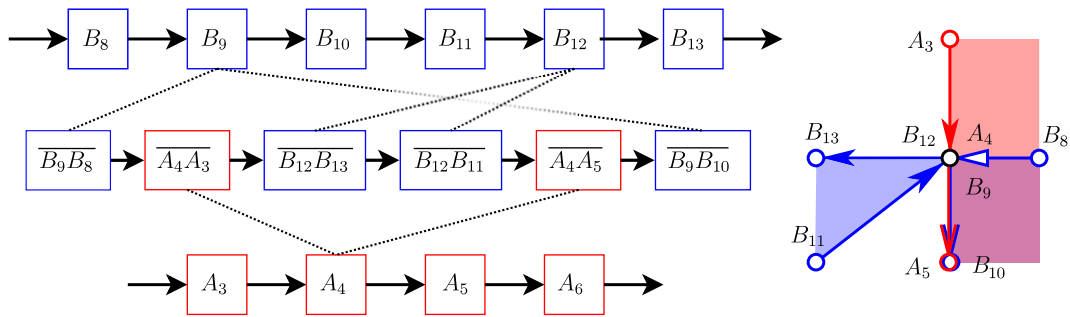 B₈ B₉ B₁₀ B₁₁ B₁₂ B₁₃
B₉B₈ A₄A₃ B₁₂B₁₃ B₁₂B₁₁ A₄A₅ B₉B₁₀
A₃ A₄ A₅ A₆
A₃
B₁₃ B₁₂ A₄ B₈
B₉
B₁₁
A₅ B₁₀